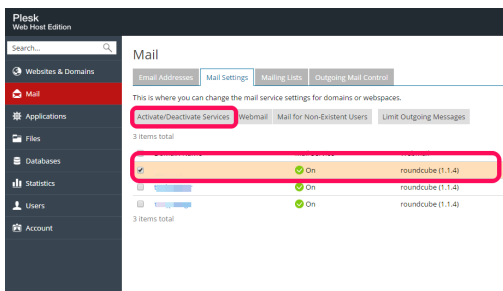 Plesk
Web Host Edition
Search...
Websites & Domains
Mail
Applications
Files
Databases
Statistics
Users
Account
Mail
Email Addresses Mail Settings Mailing Lists Outgoing Mail Control
This is where you can change the mail service settings for domains or webspaces.
Activate/Deactivate Services Webmail Mail for Non-Existent Users Limit Outgoing Messages
3 items total
On roundcube (1.1.4)
On roundcube (1.1.4)
On roundcube (1.1.4)
3 items total